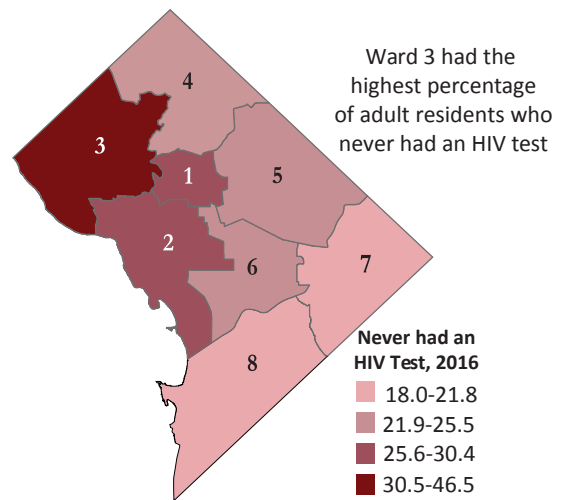 Ward 3 had the
highest percentage
of adult residents who
never had an HIV test
4
3
1
5
2
6
7
8
Never had an
HIV Test, 2016
18.0-21.8
21.9-25.5
25.6-30.4
30.5-46.5